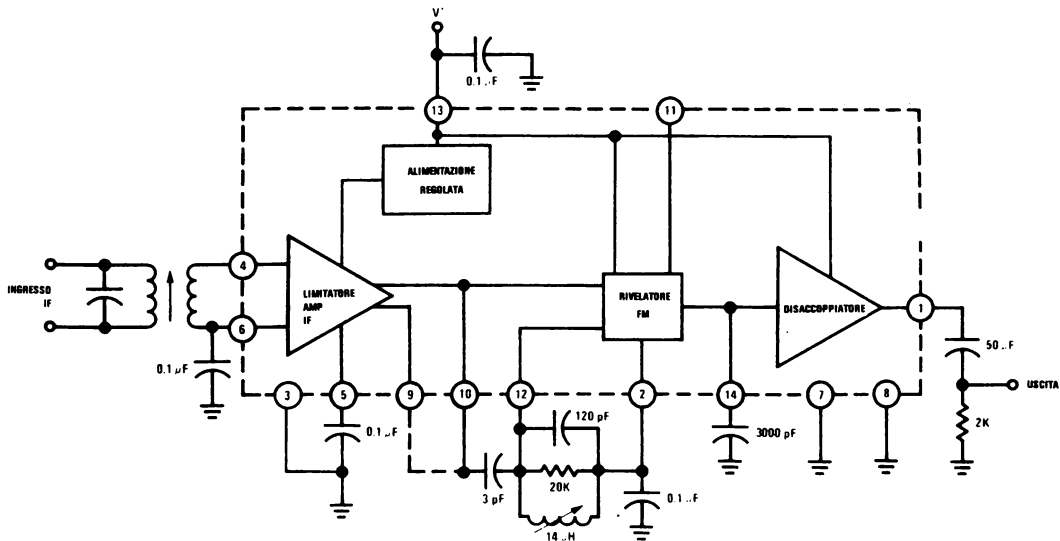 V+
0.1 µF
13
11
ALIMENTAZIONE
REGOLATA
INGRESSO
IF
4
6
LIMITATORE
AMP
IF
RIVELATORE
FM
DISACCOPPIATORE
1
50 µF
USCITA
2K
0.1 µF
3
5
9
10
12
2
14
7
8
0.1 µF
120 pF
3000 pF
3 pF
20K
0.1 µF
14 µH